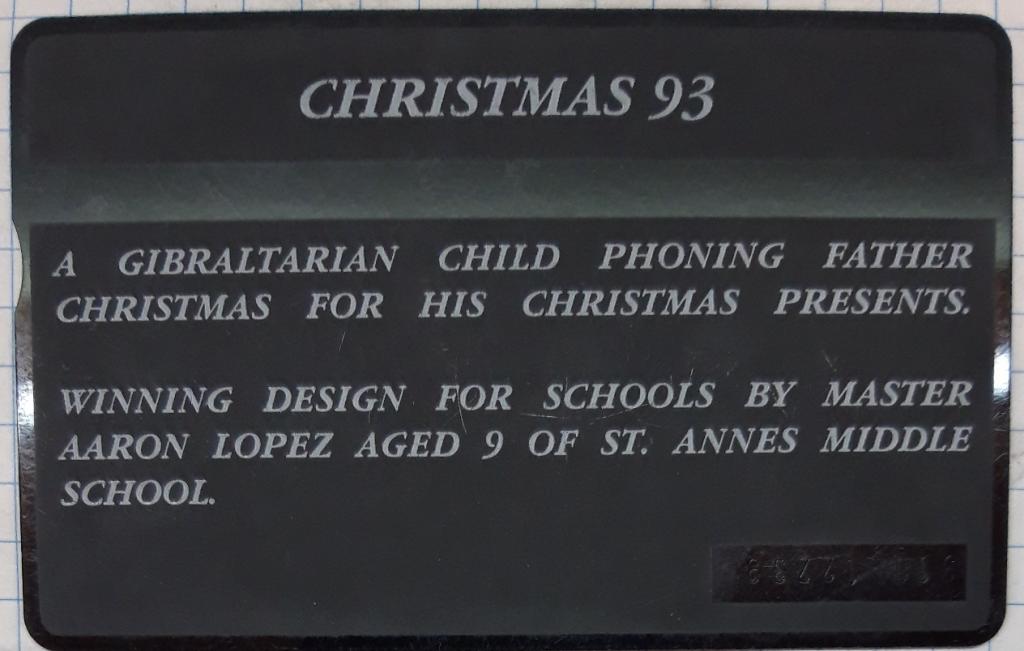 CHRISTMAS 93
A GIBRALTARIAN CHILD PHONING FATHER
CHRISTMAS FOR HIS CHRISTMAS PRESENTS.
WINNING DESIGN FOR SCHOOLS BY MASTER
AARON LOPEZ AGED 9 OF ST. ANNES MIDDLE
SCHOOL.